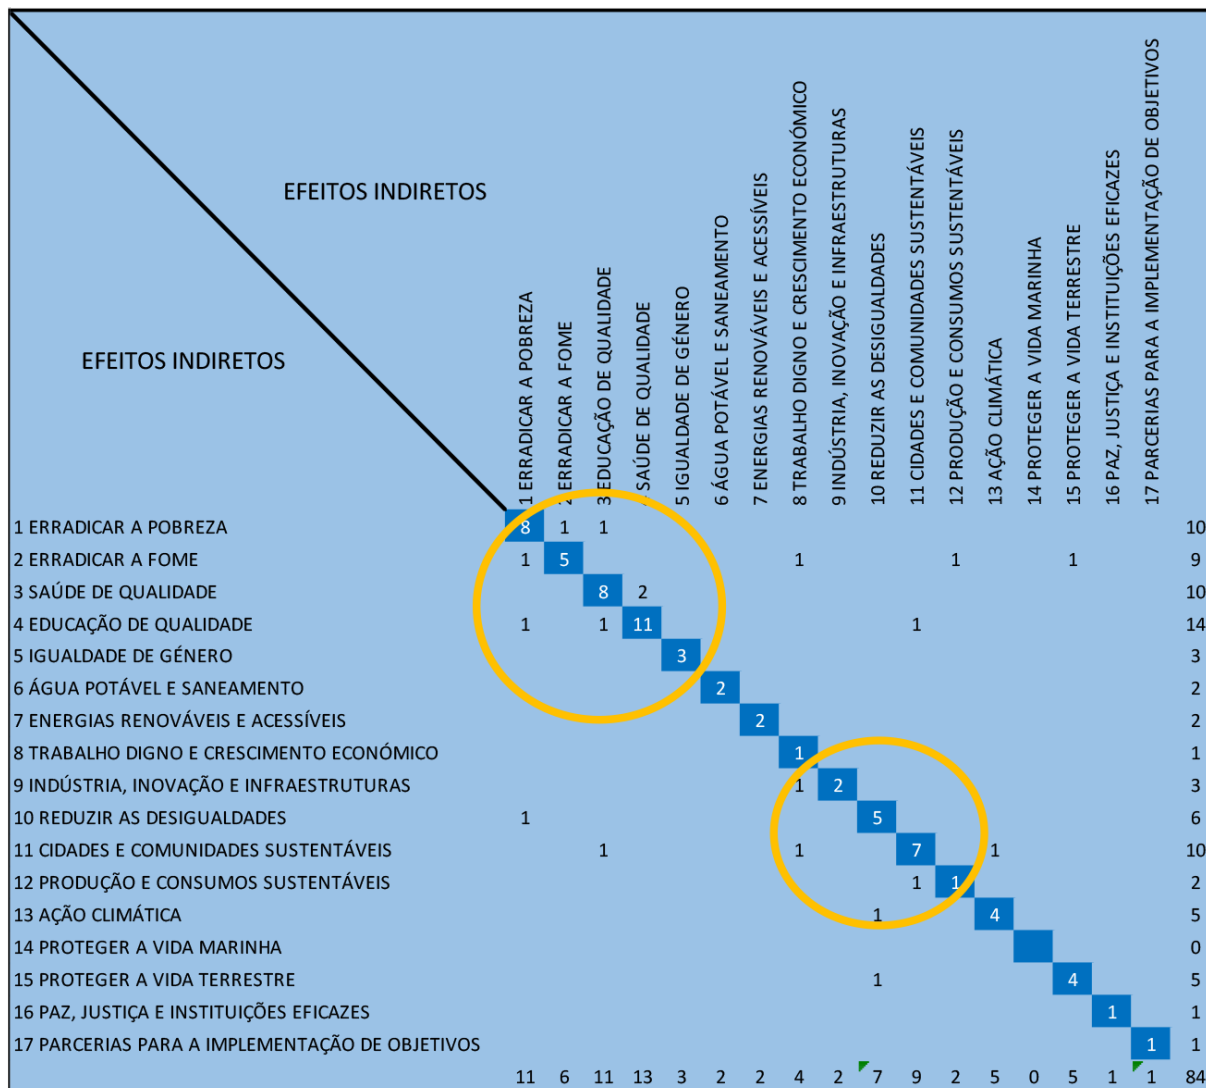 EFEITOS INDIRETOS
EFEITOS INDIRETOS
1 ERRADICAR A POBREZA
2 ERRADICAR A FOME
3 EDUCAÇÃO DE QUALIDADE
SAÚDE DE QUALIDADE
5 IGUALDADE DE GÉNERO
6 ÁGUA POTÁVEL E SANEAMENTO
7 ENERGIAS RENOVÁVEIS E ACESSÍVEIS
8 TRABALHO DIGNO E CRESCIMENTO ECONÓMICO
9 INDÚSTRIA, INOVAÇÃO E INFRAESTRUTURAS
10 REDUZIR AS DESIGUALDADES
11 CIDADES E COMUNIDADES SUSTENTÁVEIS
12 PRODUÇÃO E CONSUMOS SUSTENTÁVEIS
13 AÇÃO CLIMÁTICA
14 PROTEGER A VIDA MARINHA
15 PROTEGER A VIDA TERRESTRE
16 PAZ, JUSTIÇA E INSTITUIÇÕES EFICAZES
17 PARCERIAS PARA A IMPLEMENTAÇÃO DE OBJETIVOS
1 ERRADICAR A POBREZA 8 1 1 10
2 ERRADICAR A FOME 1 5 1 1 1 9
3 SAÚDE DE QUALIDADE 8 2 10
4 EDUCAÇÃO DE QUALIDADE 1 1 11 1 14
5 IGUALDADE DE GÉNERO 3 3
6 ÁGUA POTÁVEL E SANEAMENTO 2 2
7 ENERGIAS RENOVÁVEIS E ACESSÍVEIS 2 2
8 TRABALHO DIGNO E CRESCIMENTO ECONÓMICO 1 1
9 INDÚSTRIA, INOVAÇÃO E INFRAESTRUTURAS 1 2 3
10 REDUZIR AS DESIGUALDADES 1 5 6
11 CIDADES E COMUNIDADES SUSTENTÁVEIS 1 1 7 1 10
12 PRODUÇÃO E CONSUMOS SUSTENTÁVEIS 1 1 2
13 AÇÃO CLIMÁTICA 1 4 5
14 PROTEGER A VIDA MARINHA 0
15 PROTEGER A VIDA TERRESTRE 1 4 5
16 PAZ, JUSTIÇA E INSTITUIÇÕES EFICAZES 1 1
17 PARCERIAS PARA A IMPLEMENTAÇÃO DE OBJETIVOS 1 1
11 6 11 13 3 2 2 4 2 7 9 2 5 0 5 1 1 84